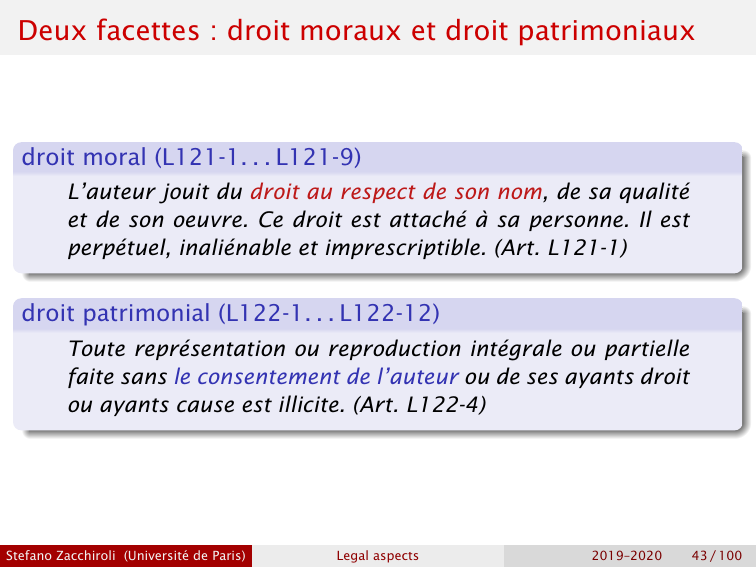 Deux facettes : droit moraux et droit patrimoniaux
droit moral (L121-1. . . L121-9)
L'auteur jouit du droit au respect de son nom, de sa qualité
et de son oeuvre. Ce droit est attaché à sa personne. Il est
perpétuel, inaliénable et imprescriptible. (Art. L121-1)
droit patrimonial (L122-1. . . L122-12)
Toute représentation ou reproduction intégrale ou partielle
faite sans le consentement de l'auteur ou de ses ayants droit
ou ayants cause est illicite. (Art. L122-4)
Stefano Zacchiroli (Université de Paris) Legal aspects 2019–2020 43 / 100